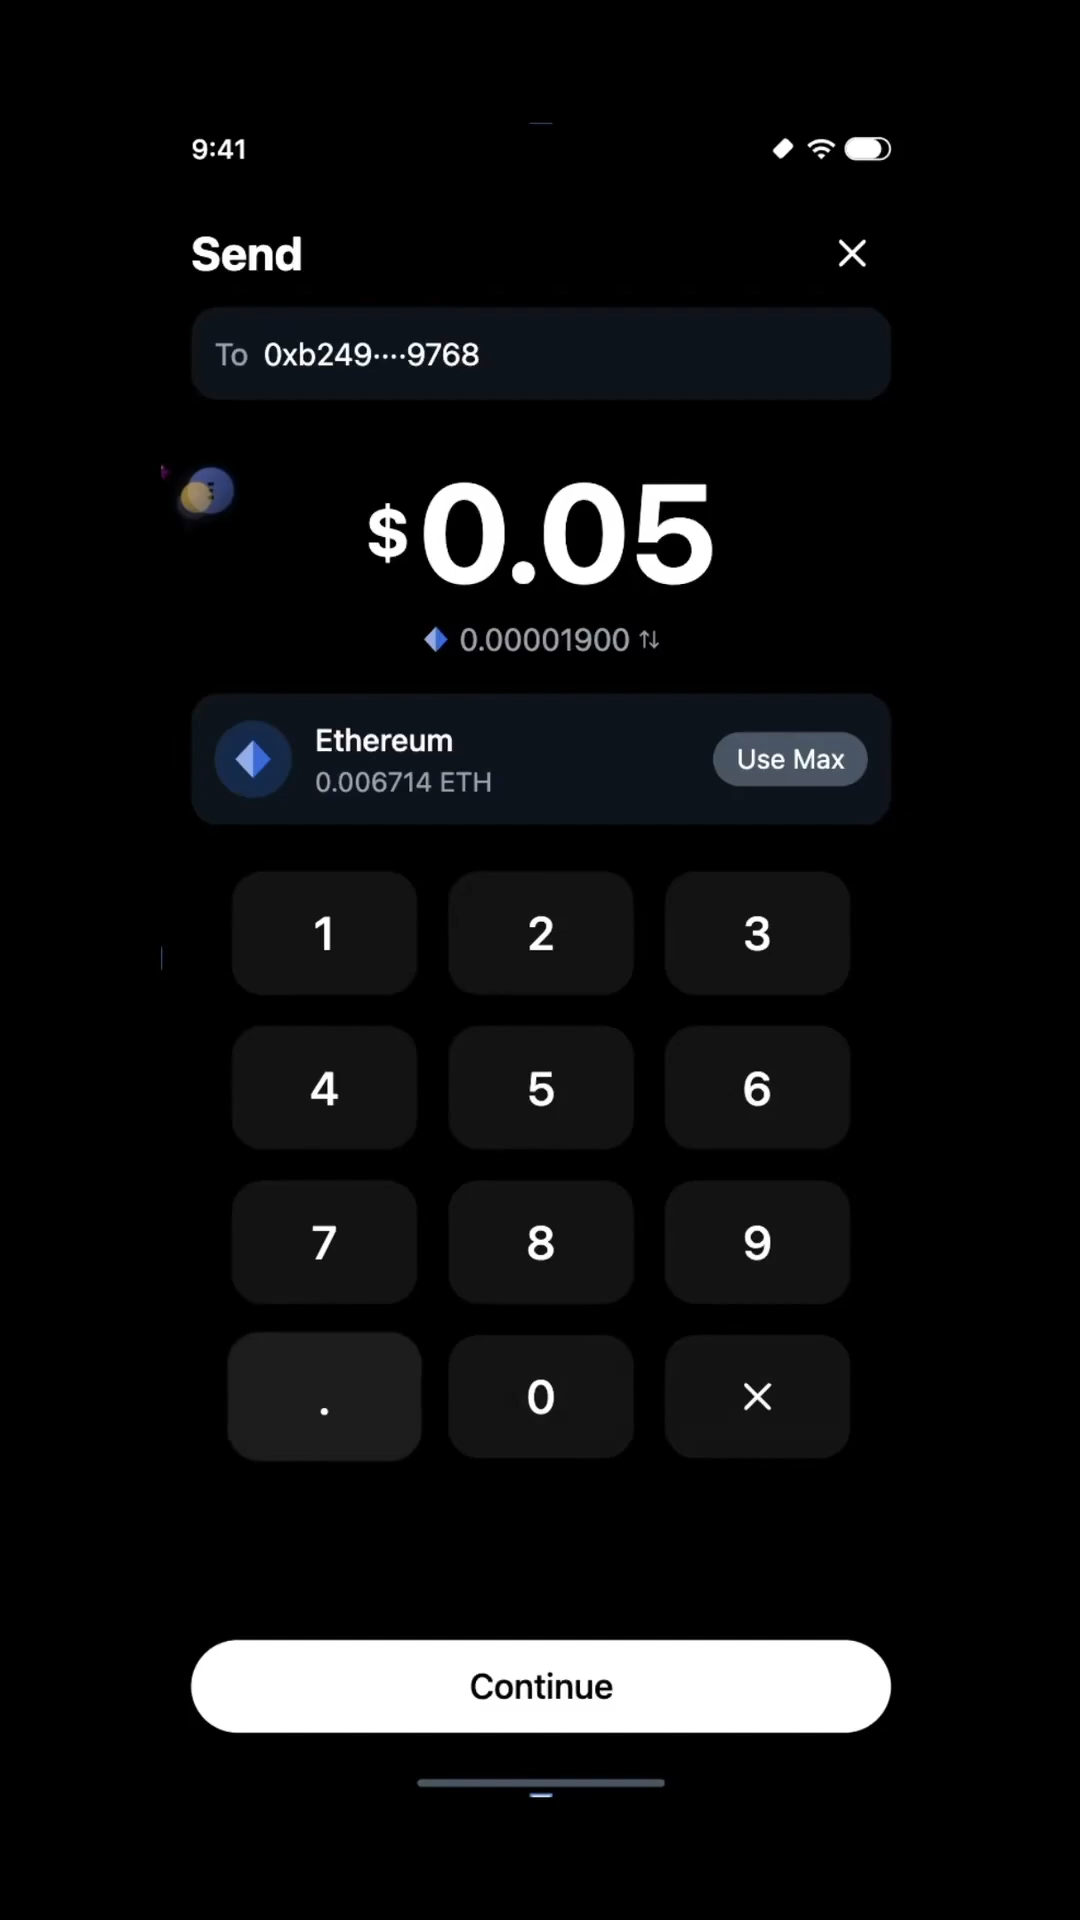 9:41
Send
To 0xb249····9768
$0.05
0.00001900
Ethereum
0.006714 ETH
Use Max
1 2 3
4 5 6
7 8 9
. 0
Continue